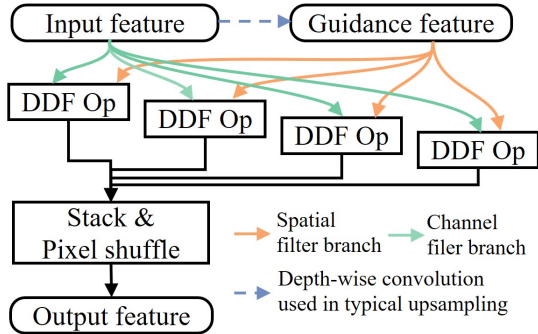 Input feature
Guidance feature
DDF Op
DDF Op
DDF Op
DDF Op
Stack &
Pixel shuffle
Output feature
Spatial
filter branch
Channel
filer branch
Depth-wise convolution
used in typical upsampling